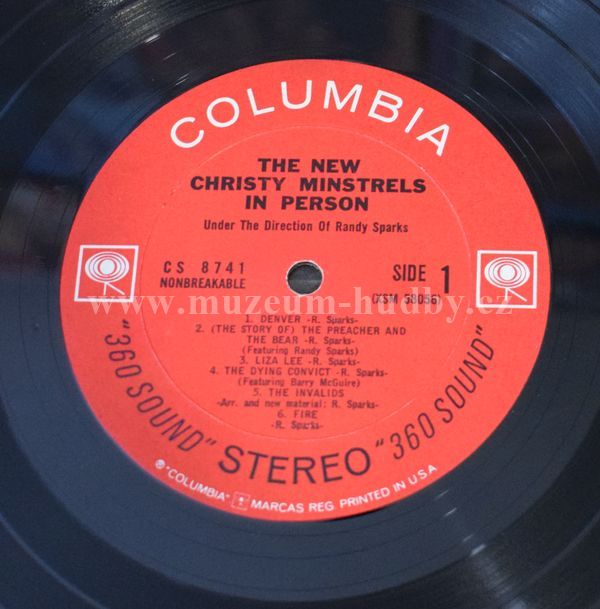 COLUMBIA
THE NEW
CHRISTY MINSTRELS
IN PERSON
Under The Direction Of Randy Sparks
CS 8741
NONBREAKABLE
SIDE 1
(XSM 58056)
www.muzeum-hudby.cz
1. DENVER -R. Sparks-
2. (THE STORY OF) THE PREACHER AND
THE BEAR -R. Sparks-
(Featuring Randy Sparks)
3. LIZA LEE -R. Sparks-
4. THE DYING CONVICT -R. Sparks-
(Featuring Barry McGuire)
5. THE INVALIDS
-Arr. and new material: R. Sparks-
6. FIRE
-R. Sparks-
"360 SOUND" STEREO "360 SOUND"
® "COLUMBIA" MARCAS REG. PRINTED IN U.S.A.